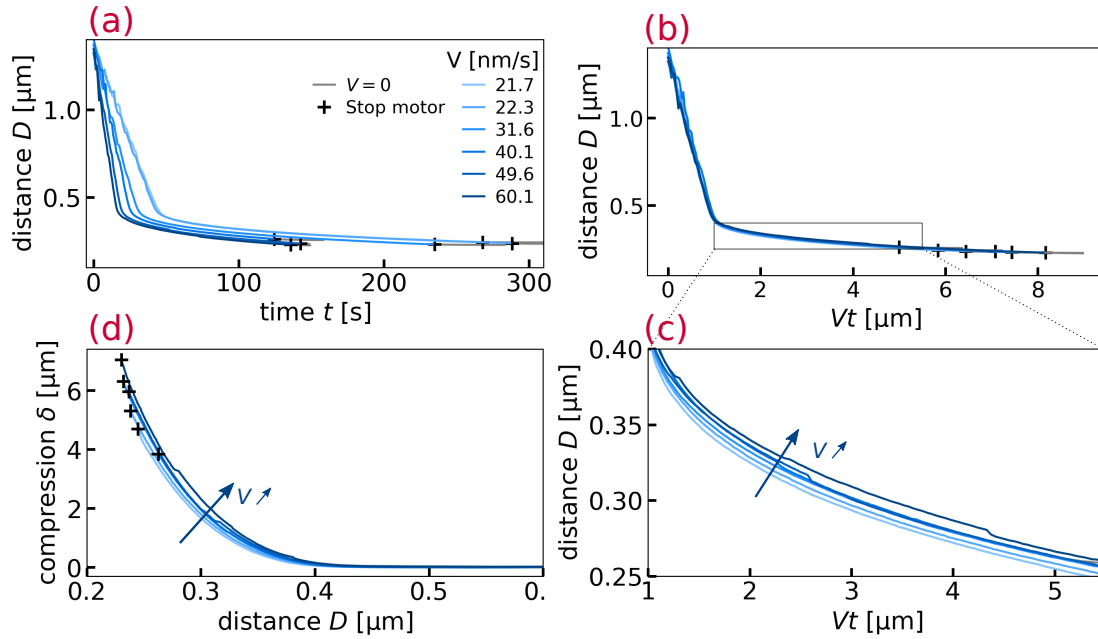 (a)
distance D [μm]
1.0
0.5
0
100
200
300
time t [s]
V = 0
Stop motor
V [nm/s]
21.7
22.3
31.6
40.1
49.6
60.1
(b)
distance D [μm]
1.0
0.5
0
2
4
6
8
Vt [μm]
(d)
compression δ [μm]
6
4
2
0
0.2
0.3
0.4
0.5
0.
distance D [μm]
V ↗
(c)
distance D [μm]
0.40
0.35
0.30
0.25
1
2
3
4
5
Vt [μm]
V ↗